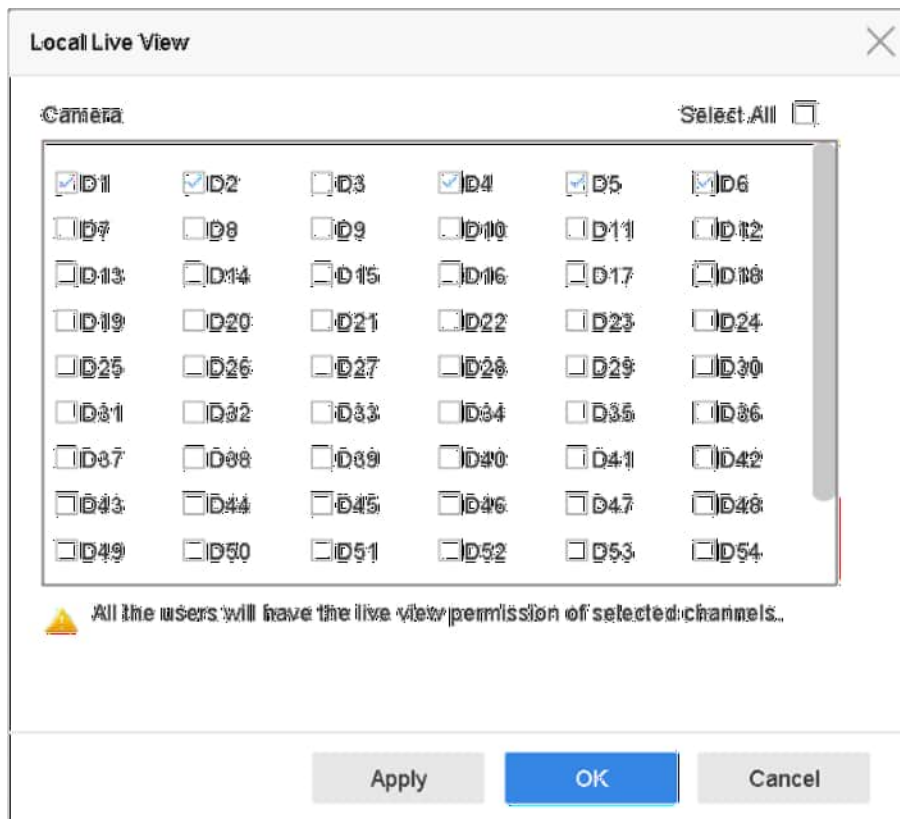 Local Live View
Camera Select All
D1 D2 D3 D4 D5 D6
D7 D8 D9 D10 D11 D12
D13 D14 D15 D16 D17 D18
D19 D20 D21 D22 D23 D24
D25 D26 D27 D28 D29 D30
D31 D32 D33 D34 D35 D36
D37 D38 D39 D40 D41 D42
D43 D44 D45 D46 D47 D48
D49 D50 D51 D52 D53 D54
All the users will have the live view permission of selected channels.
Apply OK Cancel